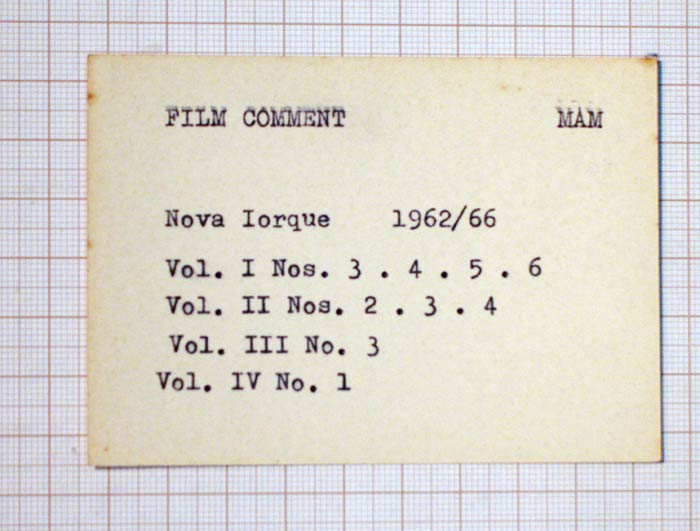 FILM COMMENT MAM
Nova Iorque 1962/66
Vol. I Nos. 3 . 4 . 5 . 6
Vol. II Nos. 2 . 3 . 4
Vol. III No. 3
Vol. IV No. 1